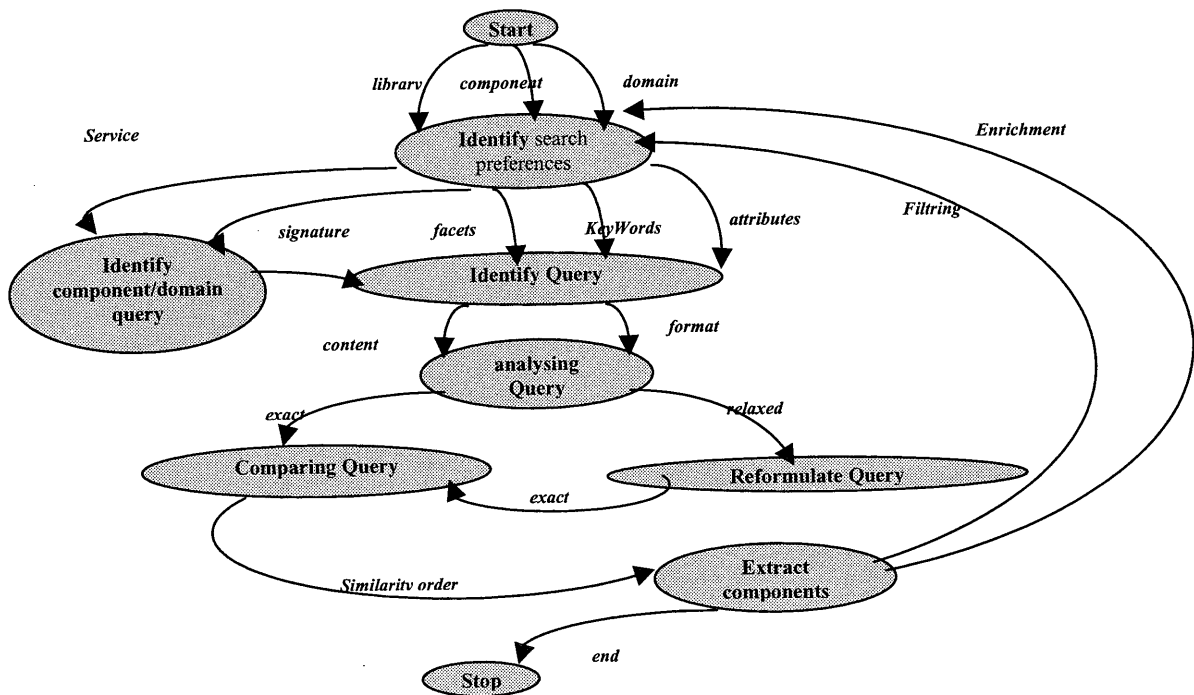 Start
library
component
domain
Service
Identify search
preferences
Enrichment
Filtring
signature
facets
KeyWords
attributes
Identify
component/domain
query
Identify Query
content
format
analysing
Query
exact
relaxed
Comparing Query
Reformulate Query
exact
Similarity order
Extract
components
end
Stop